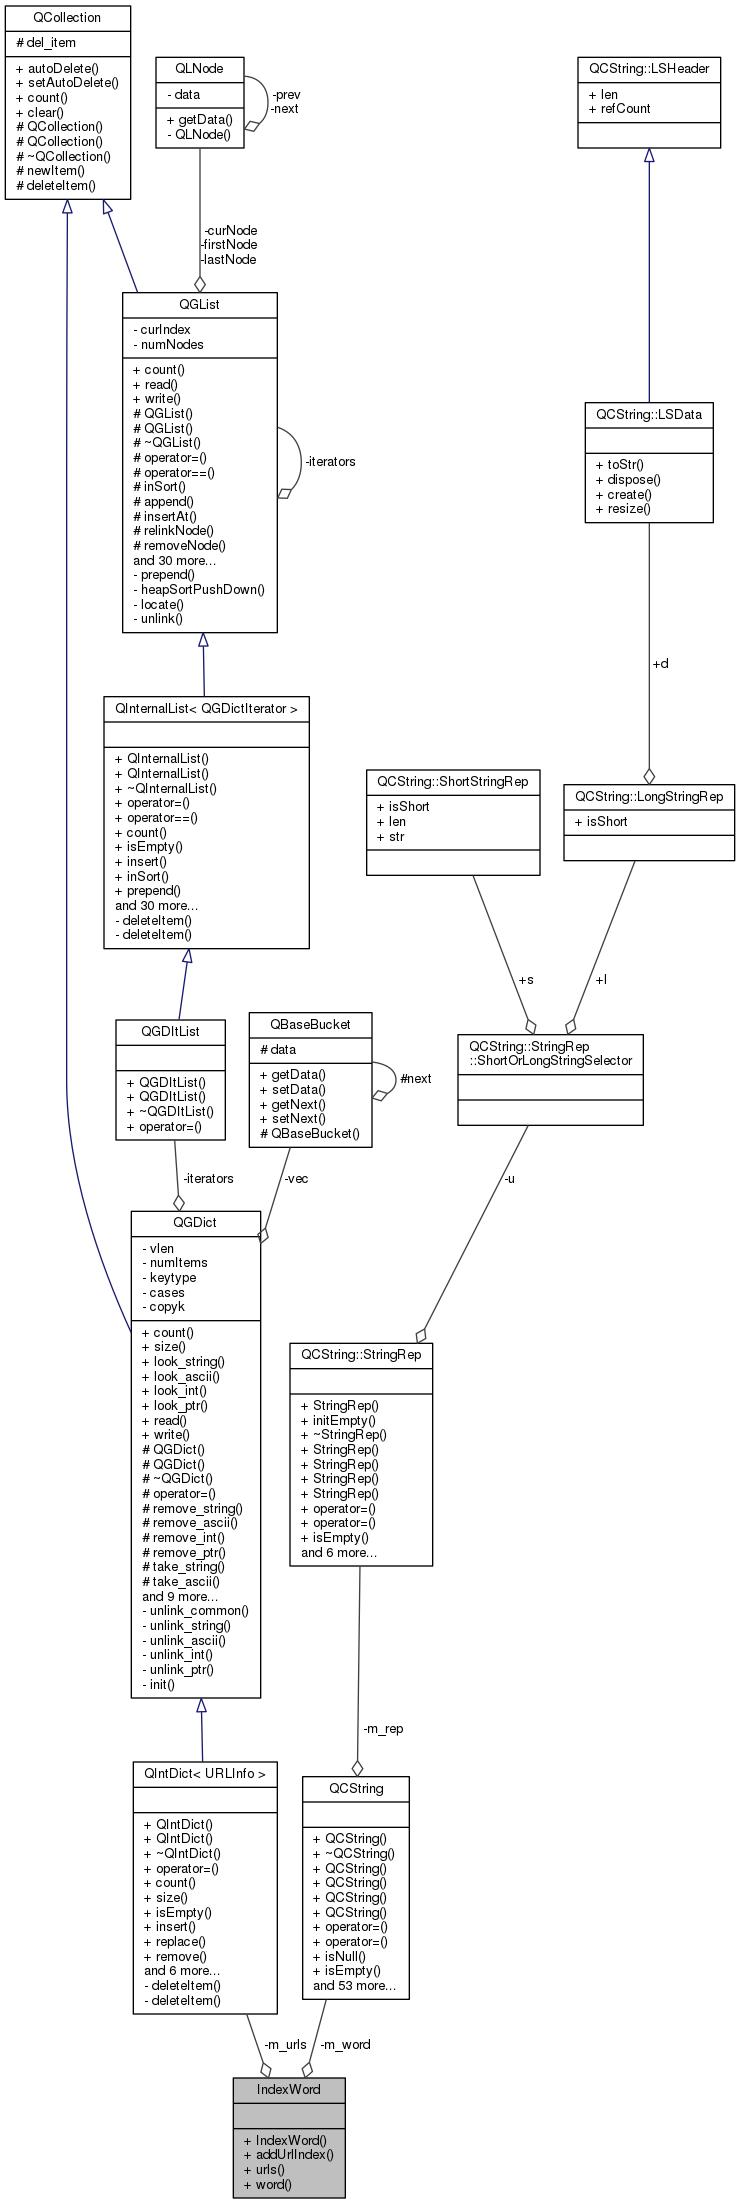 QCollection
# del_item
+ autoDelete()
+ setAutoDelete()
+ count()
+ clear()
# QCollection()
# QCollection()
# ~QCollection()
# newItem()
# deleteItem()
QLNode
- data
+ getData()
- QLNode()
-prev
-next
QCString::LSHeader
+ len
+ refCount
-curNode
-firstNode
-lastNode
QGList
- curIndex
- numNodes
+ count()
+ read()
+ write()
# QGList()
# QGList()
# ~QGList()
# operator=()
# operator==()
# inSort()
# append()
# insertAt()
# relinkNode()
# removeNode()
and 30 more...
- prepend()
- heapSortPushDown()
- locate()
- unlink()
-iterators
QCString::LSData
+ toStr()
+ dispose()
+ create()
+ resize()
+d
QInternalList< QGDictIterator >
+ QInternalList()
+ QInternalList()
+ ~QInternalList()
+ operator=()
+ operator==()
+ count()
+ isEmpty()
+ insert()
+ inSort()
+ prepend()
and 30 more...
- deleteItem()
- deleteItem()
QCString::ShortStringRep
+ isShort
+ len
+ str
QCString::LongStringRep
+ isShort
+s
+l
QGDItList
+ QGDItList()
+ QGDItList()
+ ~QGDItList()
+ operator=()
QBaseBucket
# data
+ getData()
+ setData()
+ getNext()
+ setNext()
# QBaseBucket()
#next
QCString::StringRep
::ShortOrLongStringSelector
-iterators
-vec
-u
QGDict
- vlen
- numItems
- keytype
- cases
- copyk
+ count()
+ size()
+ look_string()
+ look_ascii()
+ look_int()
+ look_ptr()
+ read()
+ write()
# QGDict()
# QGDict()
# ~QGDict()
# operator=()
# remove_string()
# remove_ascii()
# remove_int()
# remove_ptr()
# take_string()
# take_ascii()
and 9 more...
- unlink_common()
- unlink_string()
- unlink_ascii()
- unlink_int()
- unlink_ptr()
- init()
QCString::StringRep
+ StringRep()
+ initEmpty()
+ ~StringRep()
+ StringRep()
+ StringRep()
+ StringRep()
+ StringRep()
+ operator=()
+ operator=()
+ isEmpty()
and 6 more...
-m_rep
QIntDict< URLInfo >
+ QIntDict()
+ QIntDict()
+ ~QIntDict()
+ operator=()
+ count()
+ size()
+ isEmpty()
+ insert()
+ replace()
+ remove()
and 6 more...
- deleteItem()
- deleteItem()
QCString
+ QCString()
+ ~QCString()
+ QCString()
+ QCString()
+ QCString()
+ QCString()
+ operator=()
+ operator=()
+ isNull()
+ isEmpty()
and 53 more...
-m_urls
-m_word
IndexWord
+ IndexWord()
+ addUrlIndex()
+ urls()
+ word()